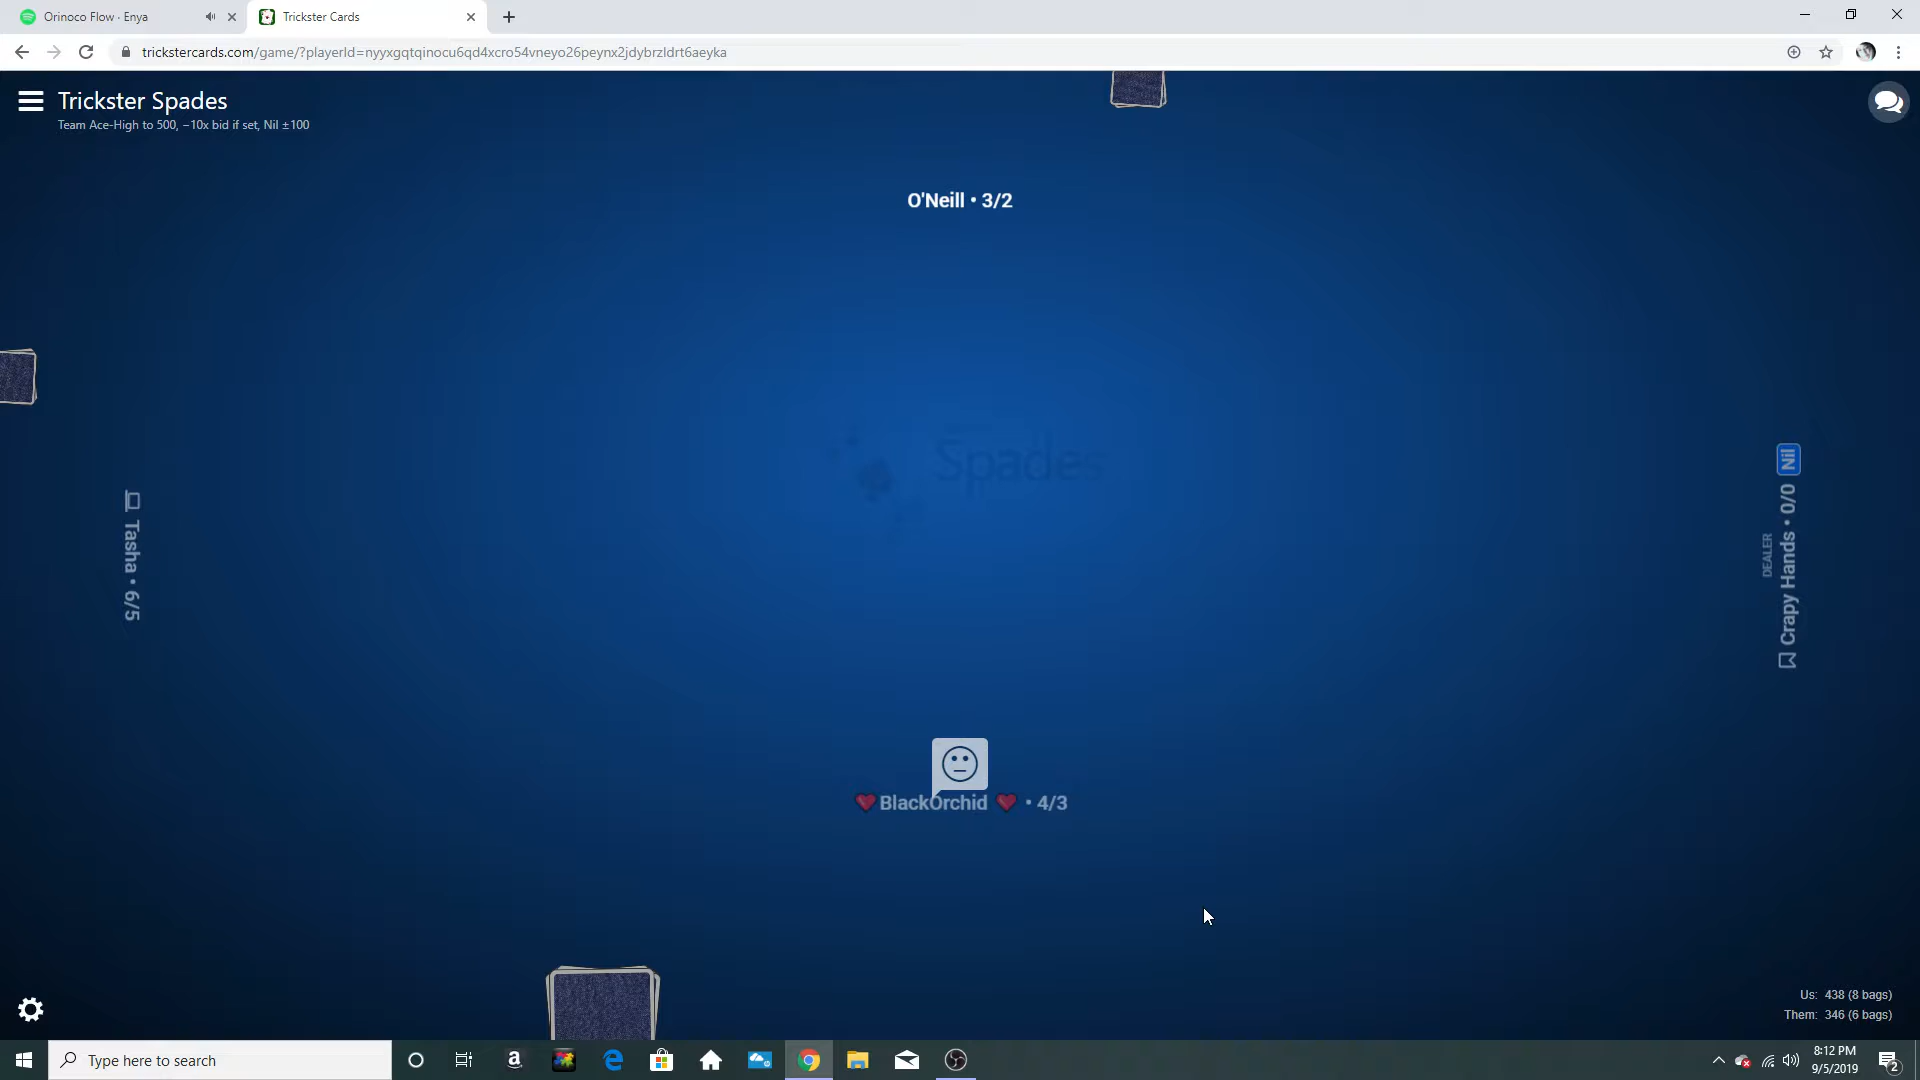 Orinoco Flow · Enya
Trickster Cards
trickstercards.com/game/?playerId=nyyxgqtqinocu6qd4xcro54vneyo26peynx2jdybrzldrt6aeyka
Trickster Spades
Team Ace-High to 500, −10x bid if set, Nil ±100
O'Neill • 3/2
Spades
Tasha • 6/5
Nil
DEALER
Crapy Hands • 0/0
❤️ BlackOrchid ❤️ • 4/3
Us: 438 (8 bags)
Them: 346 (6 bags)
Type here to search
8:12 PM
9/5/2019
2